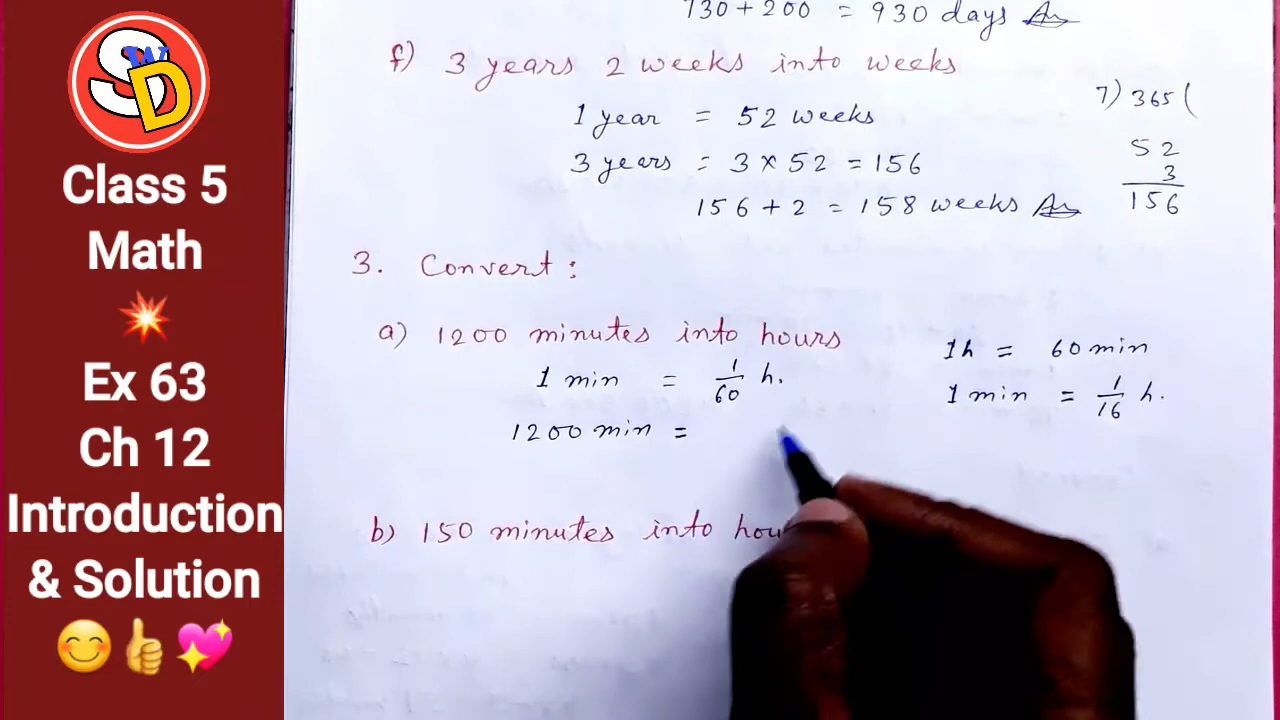 SWD
Class 5
Math
💥
Ex 63
Ch 12
Introduction
& Solution
😊👍💖
730 + 200 = 930 days Ans
f) 3 years 2 weeks into weeks
1 year = 52 weeks
3 years = 3 × 52 = 156
156 + 2 = 158 weeks Ans
7) 365 (
52
3
156
3. Convert :
a) 1200 minutes into hours
1 min = 1/60 h.
1200 min =
1h = 60 min
1 min = 1/16 h.
b) 150 minutes into hou